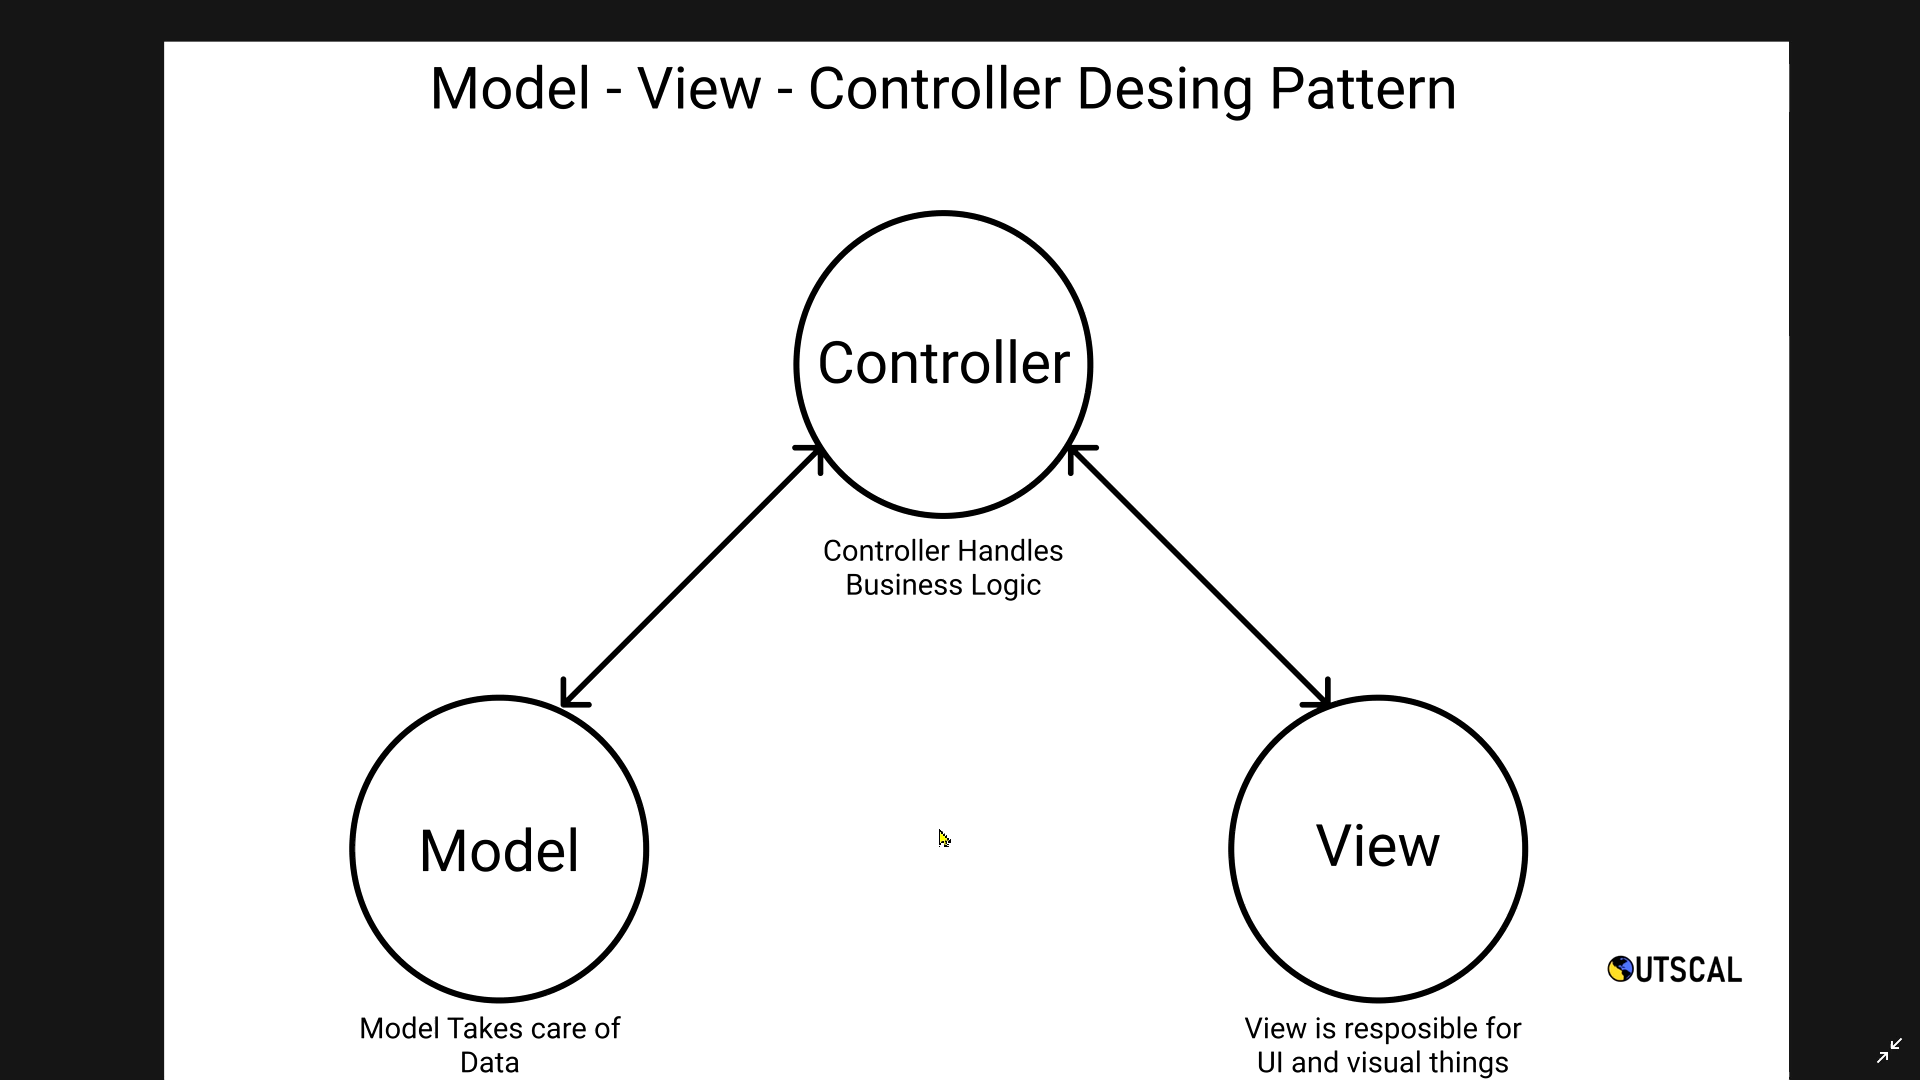 Model - View - Controller Desing Pattern
Controller
Controller Handles
Business Logic
Model
View
UTSCAL
Model Takes care of
Data
View is resposible for
UI and visual things